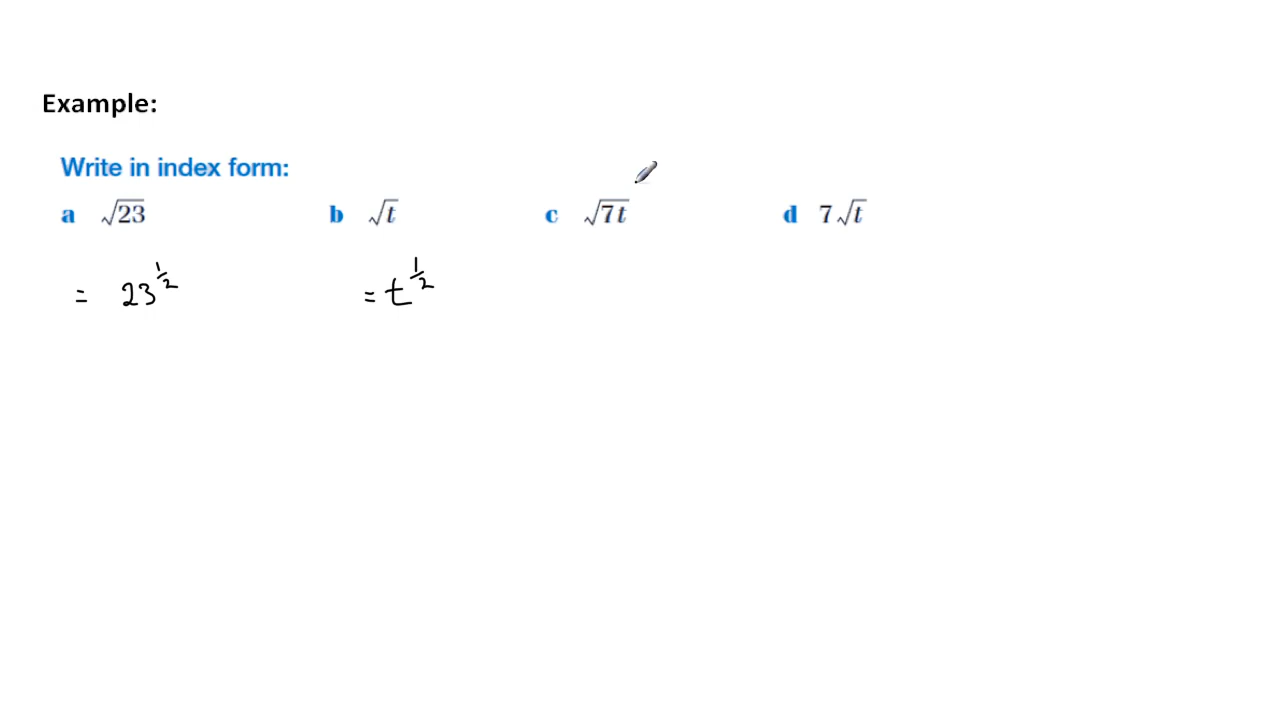 Example:
Write in index form:
a √23 b √t c √7t d 7√t
= 23^½ = t^½